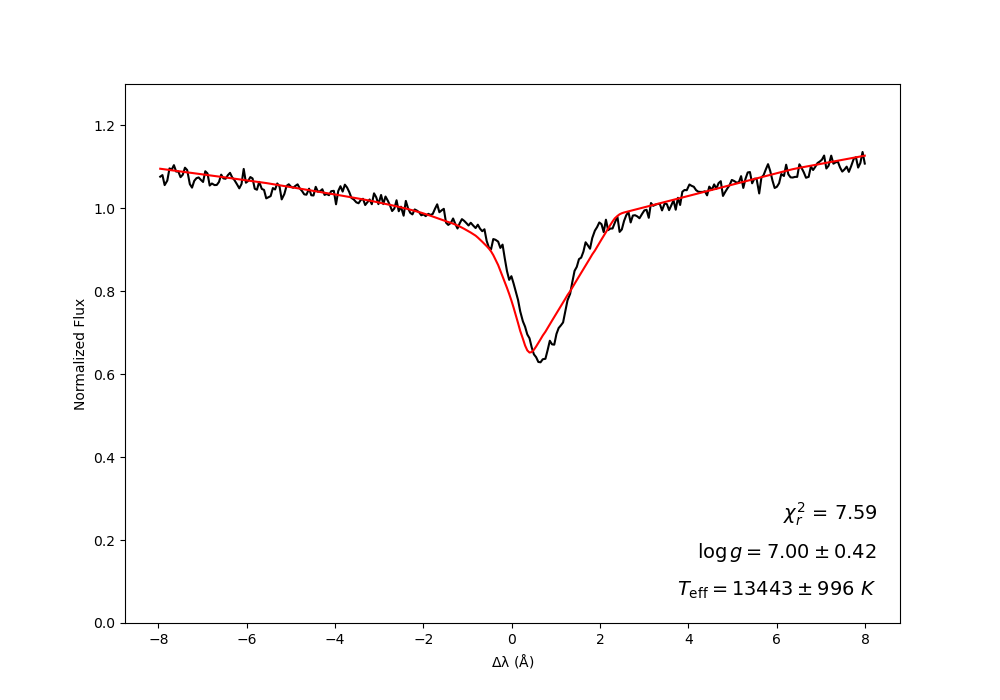 1.2
1.0
0.8
0.6
0.4
0.2
0.0
Normalized Flux
χ²ᵣ = 7.59
log g = 7.00 ± 0.42
T_eff = 13443 ± 996 K
−8 −6 −4 −2 0 2 4 6 8
Δλ (Å)